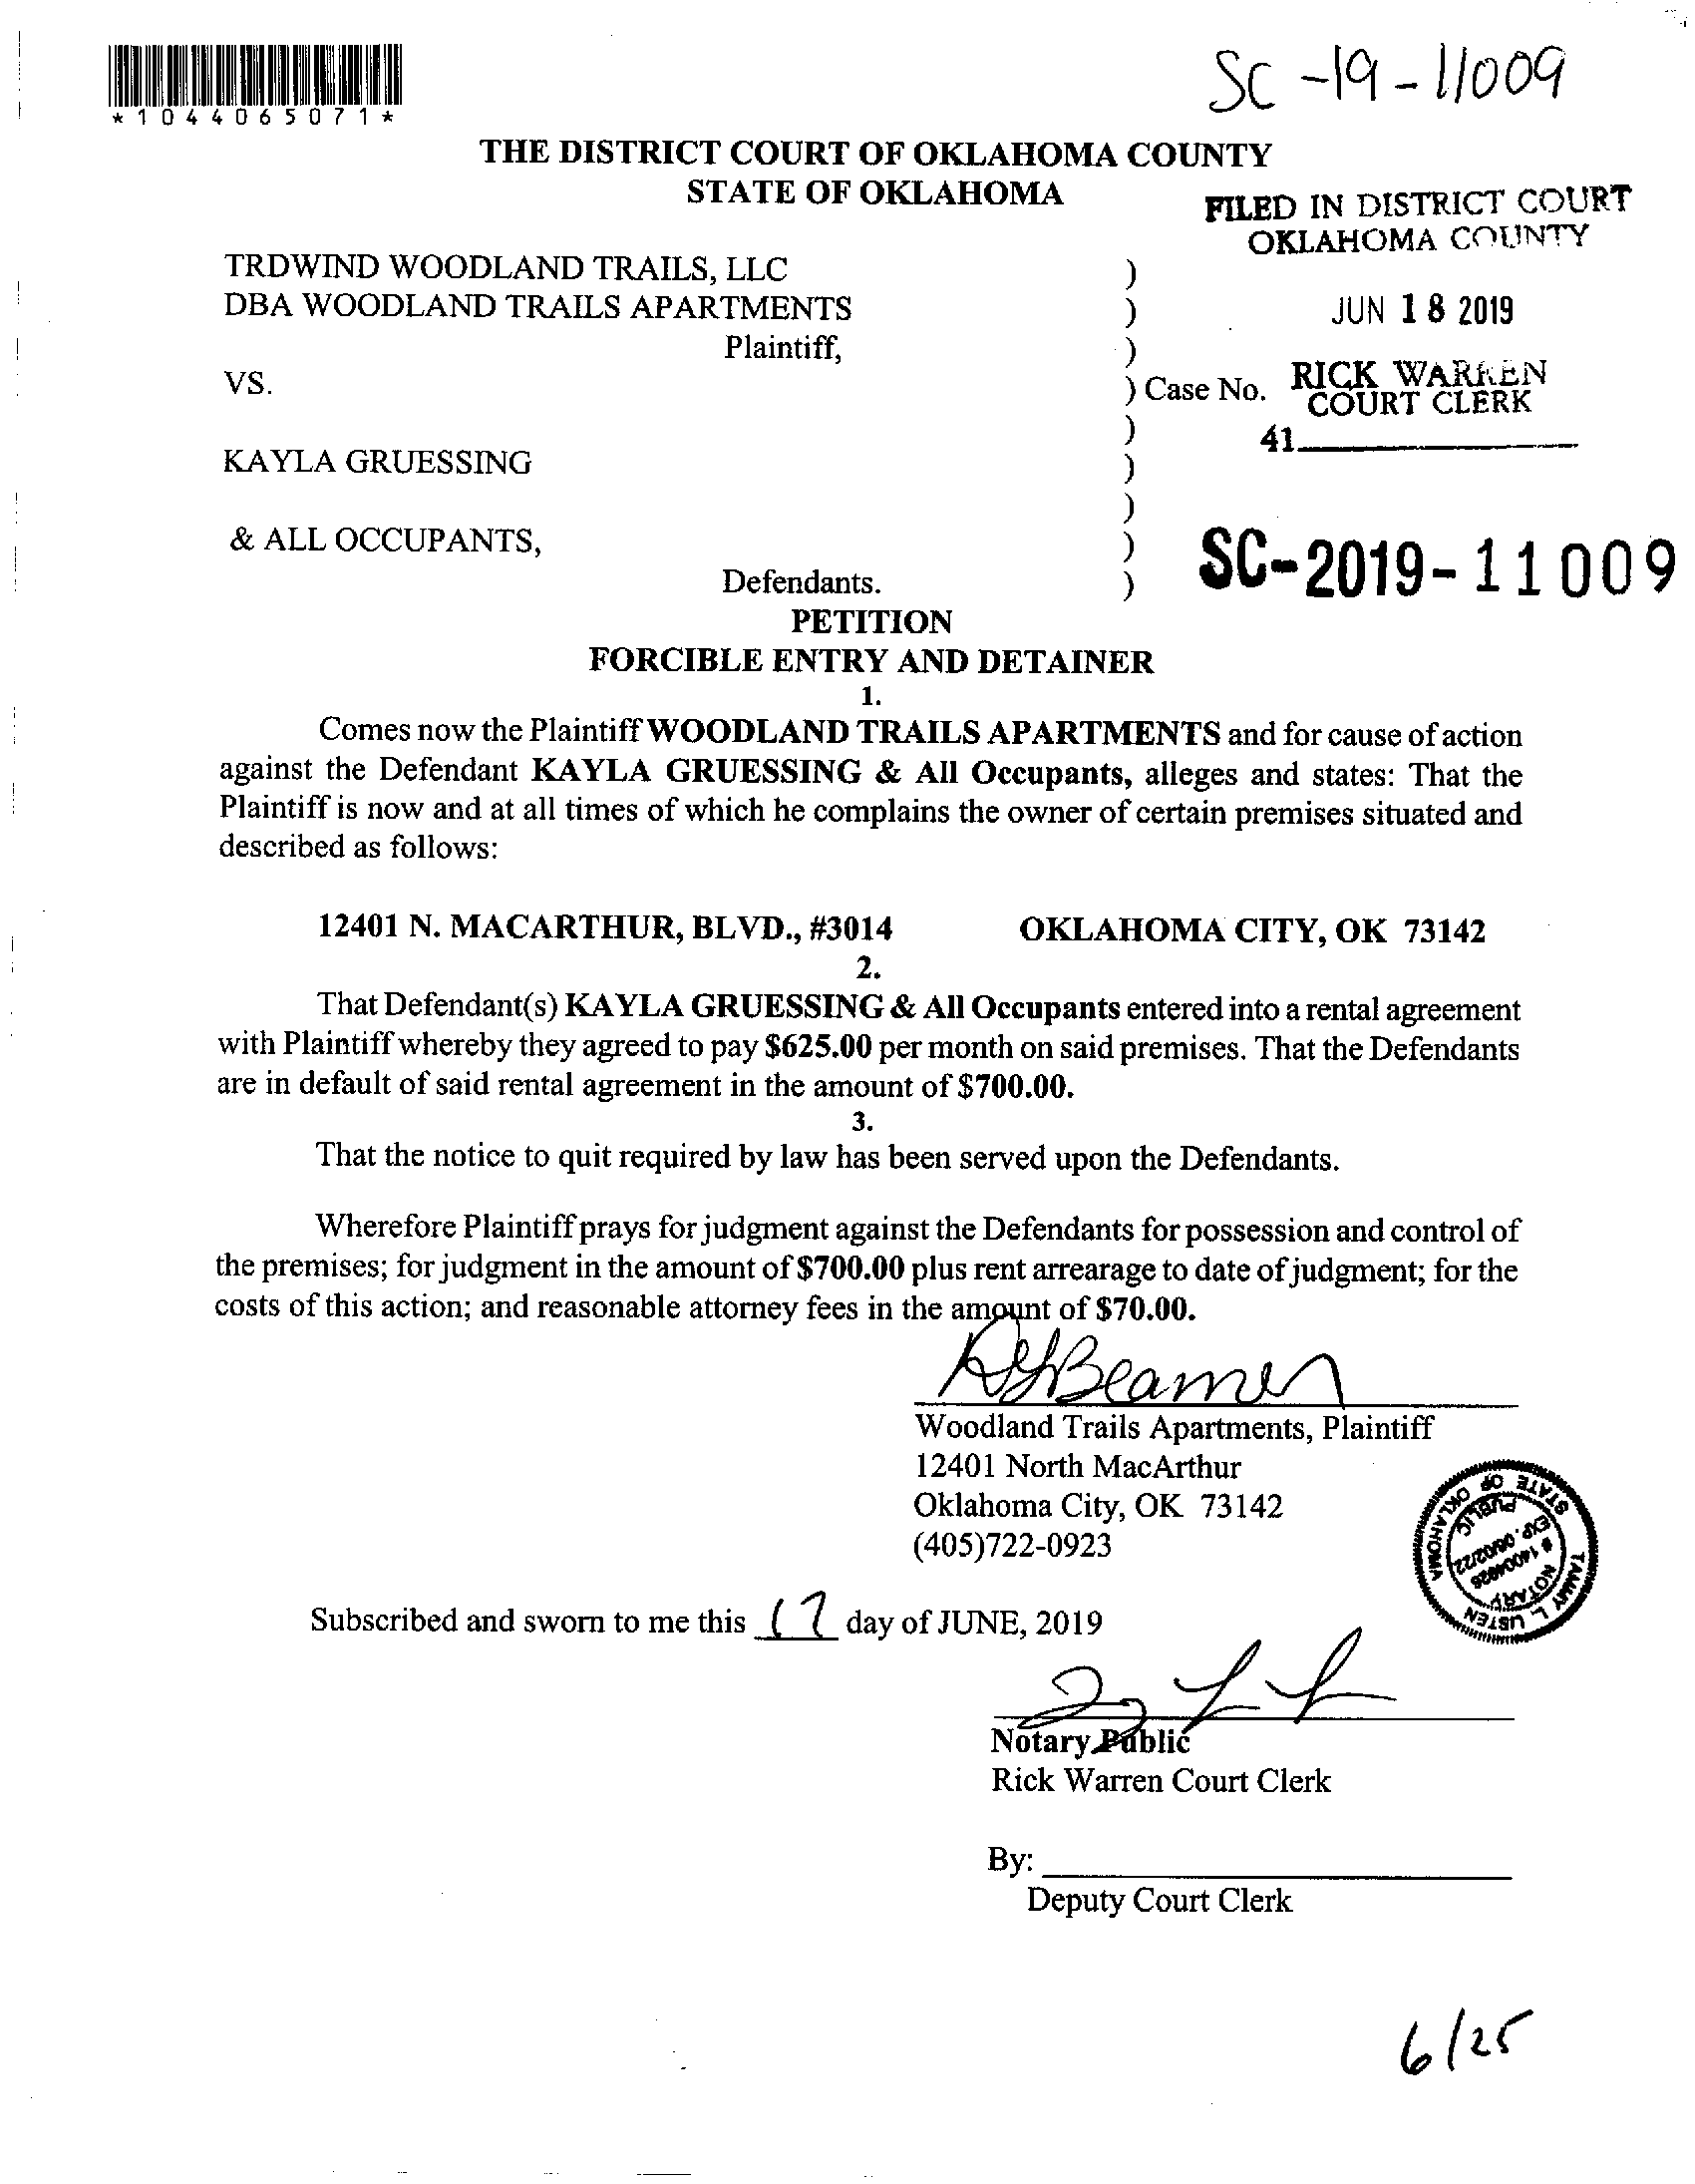 *1044065071*
SC-19-11009
THE DISTRICT COURT OF OKLAHOMA COUNTY
STATE OF OKLAHOMA
FILED IN DISTRICT COURT
OKLAHOMA COUNTY
JUN 18 2019
RICK WARREN
COURT CLERK
41
TRDWIND WOODLAND TRAILS, LLC )
DBA WOODLAND TRAILS APARTMENTS )
Plaintiff, )
VS. ) Case No.
)
KAYLA GRUESSING )
)
& ALL OCCUPANTS, )
Defendants. )
SC-2019-11009
PETITION
FORCIBLE ENTRY AND DETAINER
1.
Comes now the Plaintiff WOODLAND TRAILS APARTMENTS and for cause of action
against the Defendant KAYLA GRUESSING & All Occupants, alleges and states: That the
Plaintiff is now and at all times of which he complains the owner of certain premises situated and
described as follows:
12401 N. MACARTHUR, BLVD., #3014 OKLAHOMA CITY, OK 73142
2.
That Defendant(s) KAYLA GRUESSING & All Occupants entered into a rental agreement
with Plaintiff whereby they agreed to pay $625.00 per month on said premises. That the Defendants
are in default of said rental agreement in the amount of $700.00.
3.
That the notice to quit required by law has been served upon the Defendants.
Wherefore Plaintiff prays for judgment against the Defendants for possession and control of
the premises; for judgment in the amount of $700.00 plus rent arrearage to date of judgment; for the
costs of this action; and reasonable attorney fees in the amount of $70.00.
Beamer
Woodland Trails Apartments, Plaintiff
12401 North MacArthur
Oklahoma City, OK 73142
(405)722-0923
TAMMY L. LISTEN
STATE OF OKLAHOMA
NOTARY
PUBLIC
EXP. 06/02/22
Subscribed and sworn to me this 17 day of JUNE, 2019
Notary Public
Rick Warren Court Clerk
By:
Deputy Court Clerk
6/25